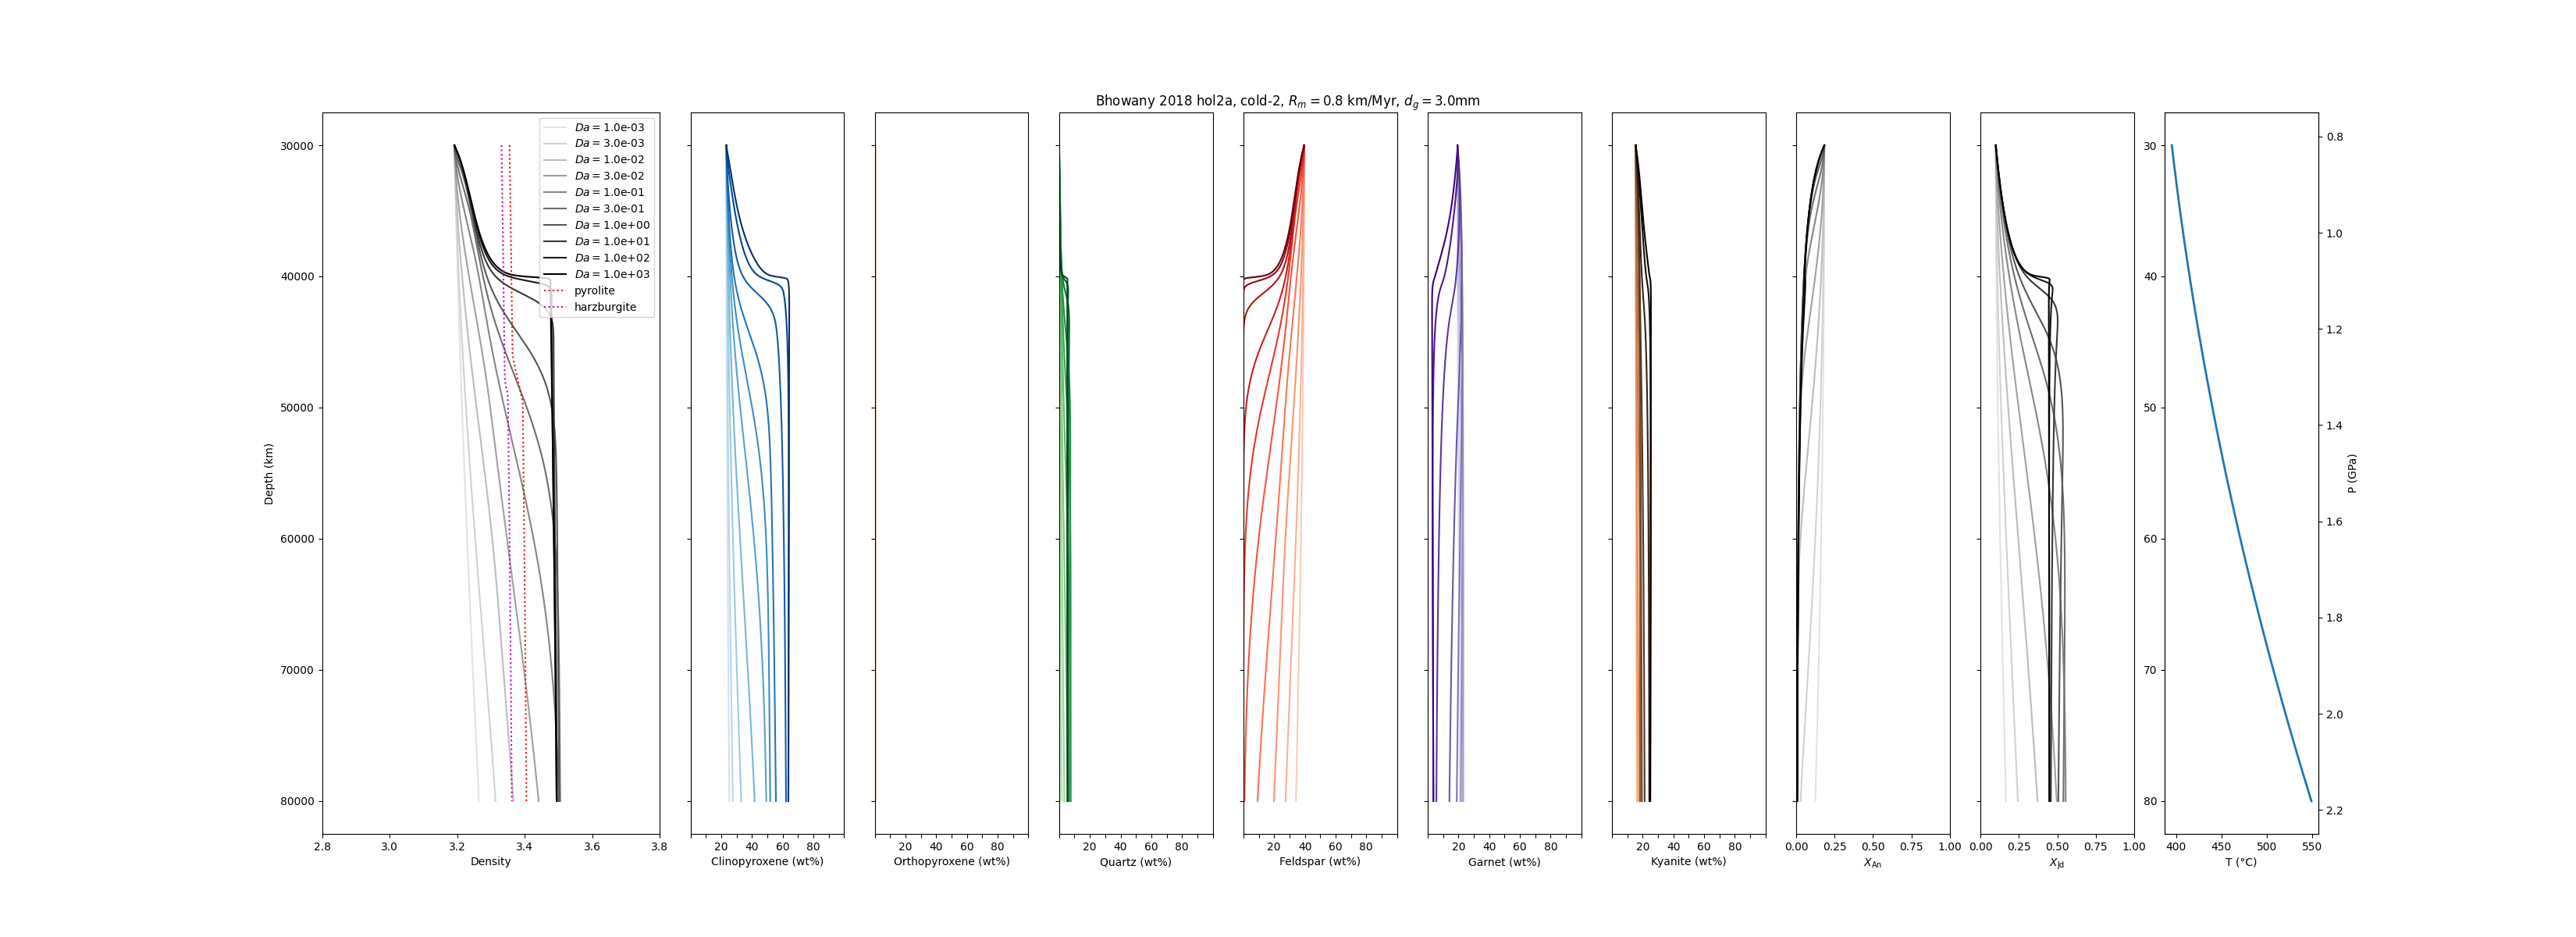 Bhowany 2018 hol2a, cold-2, R_m = 0.8 km/Myr, d_g = 3.0mm
Da = 1.0e-03
Da = 3.0e-03
Da = 1.0e-02
Da = 3.0e-02
Da = 1.0e-01
Da = 3.0e-01
Da = 1.0e+00
Da = 1.0e+01
Da = 1.0e+02
Da = 1.0e+03
pyrolite
harzburgite
Depth (km)
30000
40000
50000
60000
70000
80000
2.8 3.0 3.2 3.4 3.6 3.8
Density
20 40 60 80
Clinopyroxene (wt%)
20 40 60 80
Orthopyroxene (wt%)
20 40 60 80
Quartz (wt%)
20 40 60 80
Feldspar (wt%)
20 40 60 80
Garnet (wt%)
20 40 60 80
Kyanite (wt%)
0.00 0.25 0.50 0.75 1.00
X_An
0.00 0.25 0.50 0.75 1.00
X_Jd
30
40
50
60
70
80
400 450 500 550
T (°C)
0.8
1.0
1.2
1.4
1.6
1.8
2.0
2.2
P (GPa)